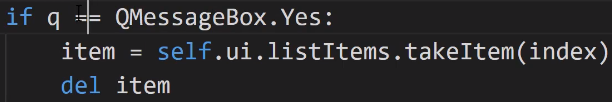 if q == QMessageBox.Yes:
item = self.ui.listItems.takeItem(index)
del item